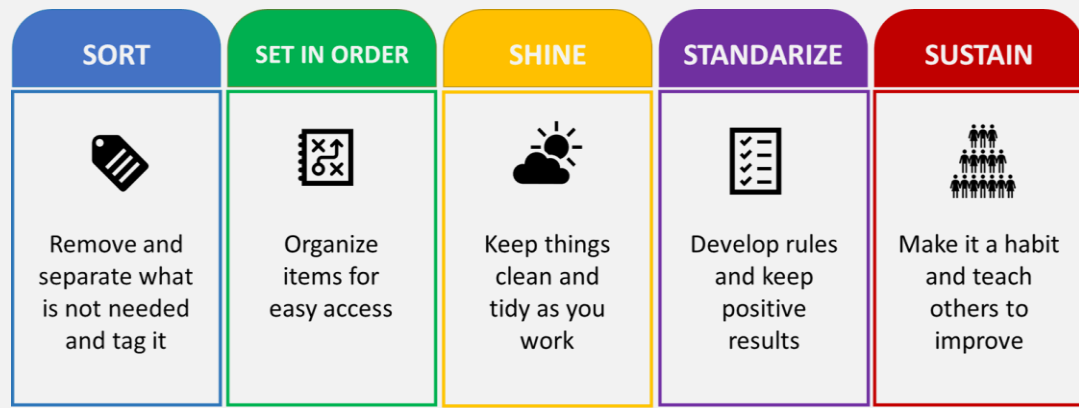 SORT
Remove and
separate what
is not needed
and tag it
SET IN ORDER
Organize
items for
easy access
SHINE
Keep things
clean and
tidy as you
work
STANDARIZE
Develop rules
and keep
positive
results
SUSTAIN
Make it a habit
and teach
others to
improve